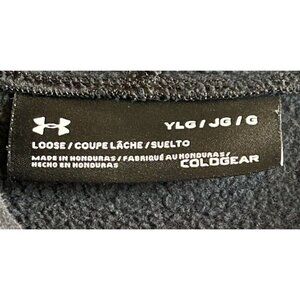 YLG / JG / G
LOOSE / COUPE LÂCHE / SUELTO
MADE IN HONDURAS / FABRIQUÉ AU HONDURAS /
HECHO EN HONDURAS
COLDGEAR